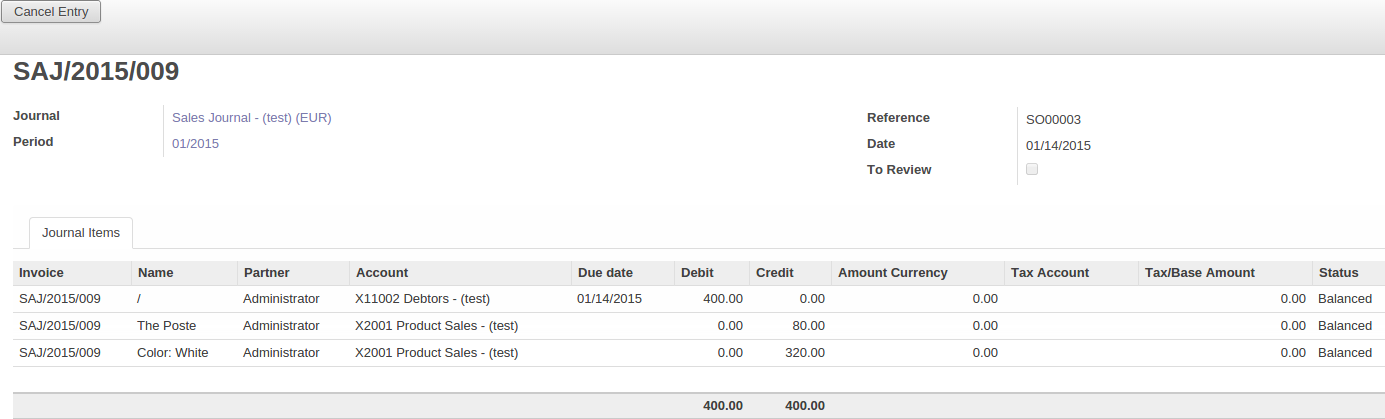 Cancel Entry
SAJ/2015/009
Journal Sales Journal - (test) (EUR)
Period 01/2015
Reference SO00003
Date 01/14/2015
To Review
Journal Items
Invoice Name Partner Account Due date Debit Credit Amount Currency Tax Account Tax/Base Amount Status
SAJ/2015/009 / Administrator X11002 Debtors - (test) 01/14/2015 400.00 0.00 0.00 0.00 Balanced
SAJ/2015/009 The Poste Administrator X2001 Product Sales - (test) 0.00 80.00 0.00 0.00 Balanced
SAJ/2015/009 Color: White Administrator X2001 Product Sales - (test) 0.00 320.00 0.00 0.00 Balanced
400.00 400.00